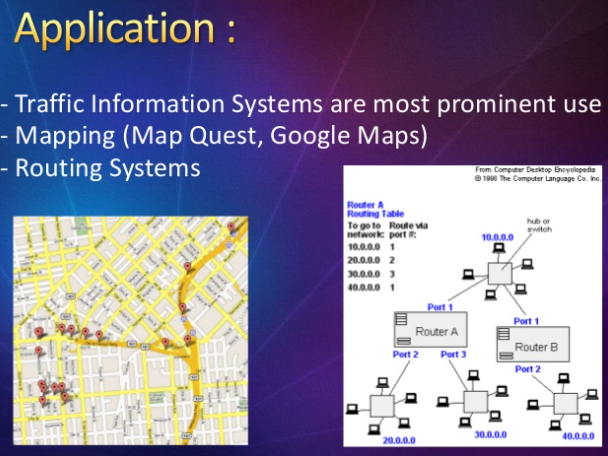 Application :
- Traffic Information Systems are most prominent use
- Mapping (Map Quest, Google Maps)
- Routing Systems
From Computer Desktop Encyclopedia
© 1998 The Computer Language Co. Inc.
Router A
Routing Table
To go to Route via
network: port #:
10.0.0.0 1
20.0.0.0 2
30.0.0.0 3
40.0.0.0 1
hub or
switch
10.0.0.0
Port 1
Router A
Port 2 Port 3
Port 1
Router B
Port 2
20.0.0.0
30.0.0.0
40.0.0.0